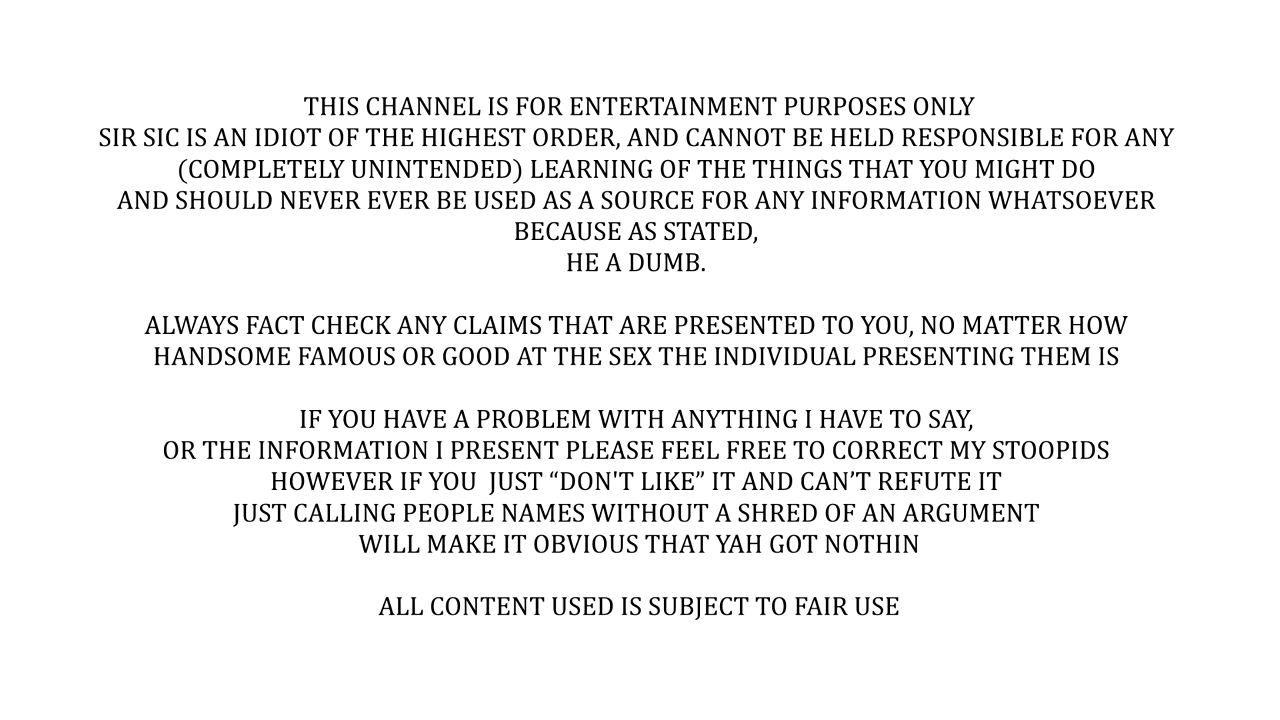 THIS CHANNEL IS FOR ENTERTAINMENT PURPOSES ONLY
SIR SIC IS AN IDIOT OF THE HIGHEST ORDER, AND CANNOT BE HELD RESPONSIBLE FOR ANY
(COMPLETELY UNINTENDED) LEARNING OF THE THINGS THAT YOU MIGHT DO
AND SHOULD NEVER EVER BE USED AS A SOURCE FOR ANY INFORMATION WHATSOEVER
BECAUSE AS STATED,
HE A DUMB.
ALWAYS FACT CHECK ANY CLAIMS THAT ARE PRESENTED TO YOU, NO MATTER HOW
HANDSOME FAMOUS OR GOOD AT THE SEX THE INDIVIDUAL PRESENTING THEM IS
IF YOU HAVE A PROBLEM WITH ANYTHING I HAVE TO SAY,
OR THE INFORMATION I PRESENT PLEASE FEEL FREE TO CORRECT MY STOOPIDS
HOWEVER IF YOU  JUST “DON'T LIKE” IT AND CAN’T REFUTE IT
JUST CALLING PEOPLE NAMES WITHOUT A SHRED OF AN ARGUMENT
WILL MAKE IT OBVIOUS THAT YAH GOT NOTHIN
ALL CONTENT USED IS SUBJECT TO FAIR USE